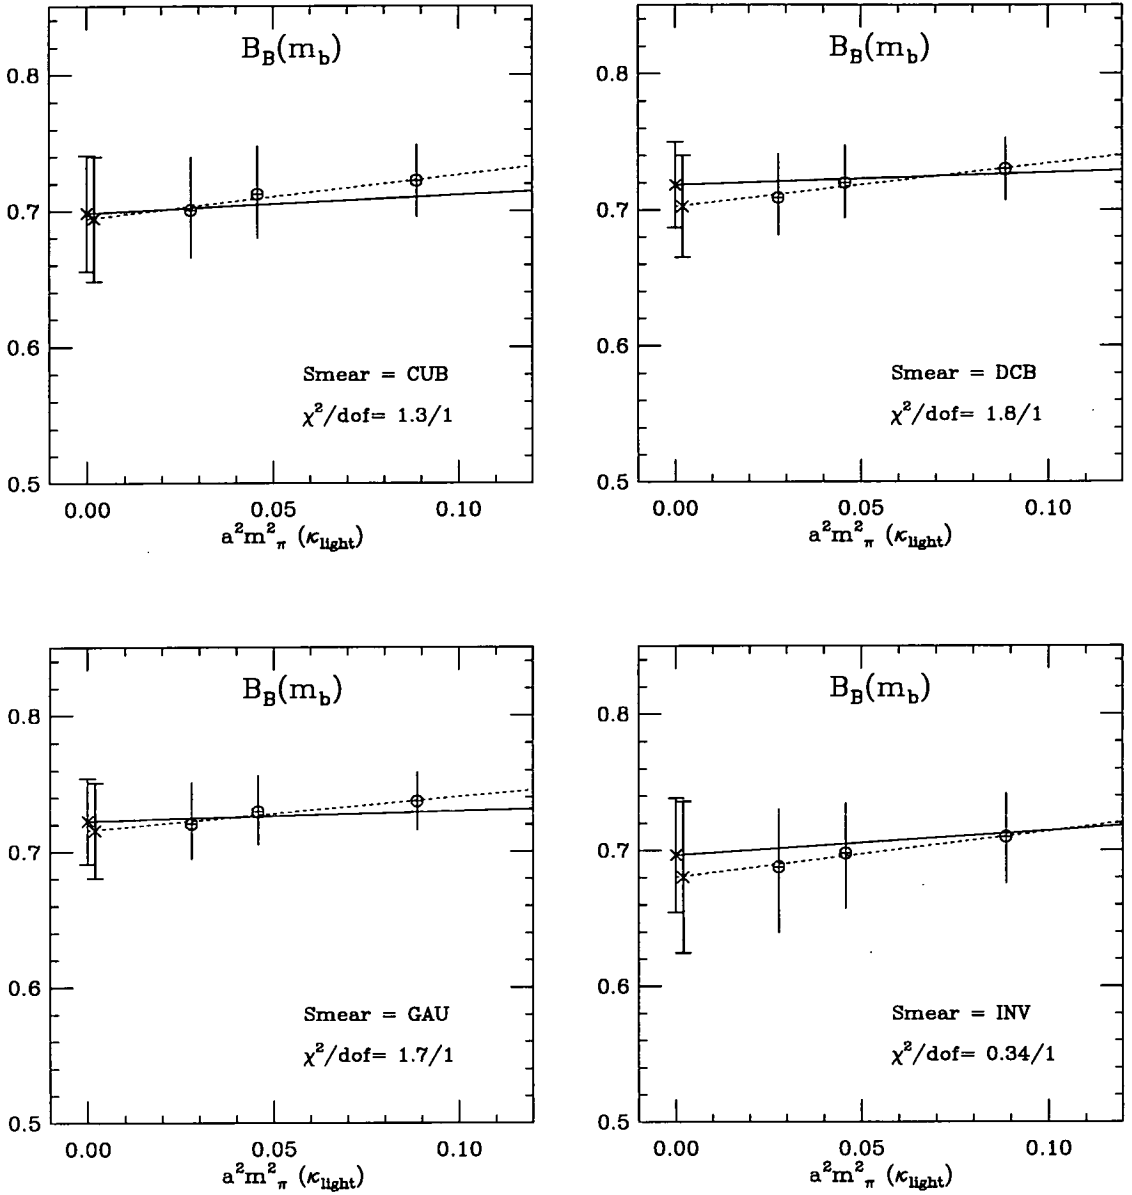 B_B(m_b)
0.8
0.7
0.6
0.5
Smear = CUB
χ²/dof= 1.3/1
0.00 0.05 0.10
a²m²_π (κ_light)
B_B(m_b)
0.8
0.7
0.6
0.5
Smear = DCB
χ²/dof= 1.8/1
0.00 0.05 0.10
a²m²_π (κ_light)
B_B(m_b)
0.8
0.7
0.6
0.5
Smear = GAU
χ²/dof= 1.7/1
0.00 0.05 0.10
a²m²_π (κ_light)
B_B(m_b)
0.8
0.7
0.6
0.5
Smear = INV
χ²/dof= 0.34/1
0.00 0.05 0.10
a²m²_π (κ_light)